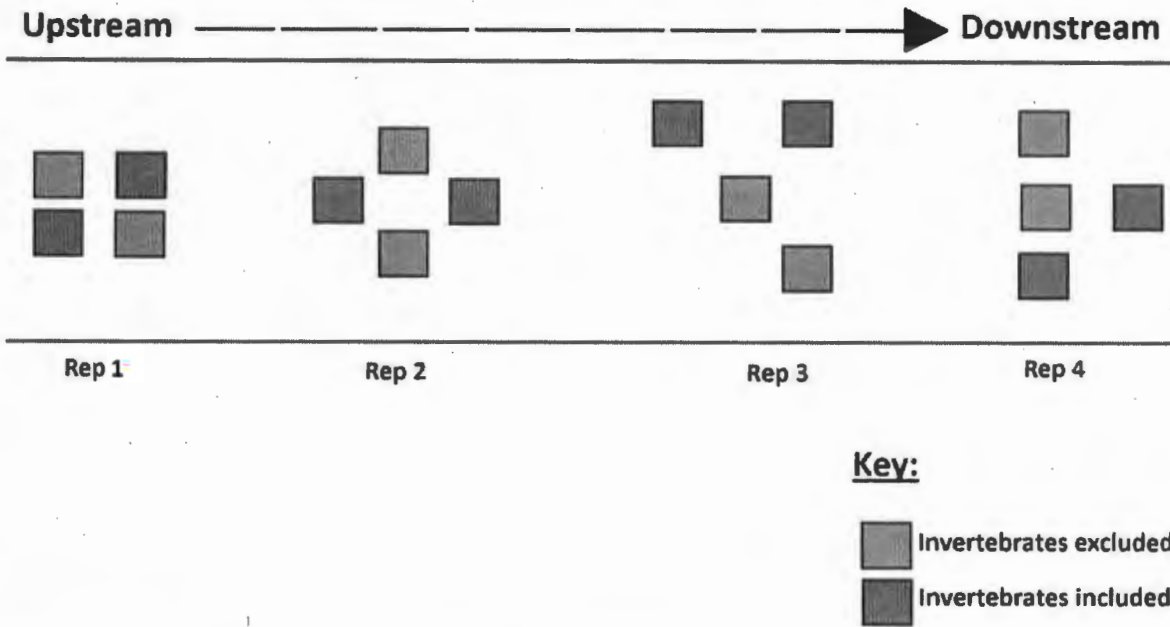 Upstream Downstream
Rep 1 Rep 2 Rep 3 Rep 4
Key:
Invertebrates excluded
Invertebrates included